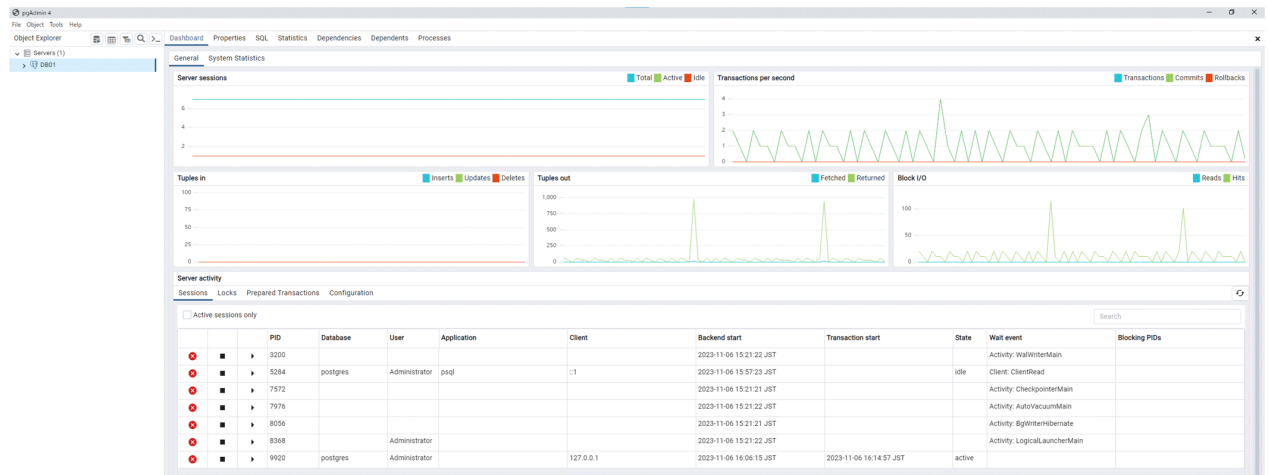 pgAdmin 4
File Object Tools Help
Object Explorer
Dashboard Properties SQL Statistics Dependencies Dependents Processes
Servers (1)
DB01
General System Statistics
Server sessions Total Active Idle
6
4
2
Transactions per second Transactions Commits Rollbacks
4
3
2
1
0
Tuples in Inserts Updates Deletes
100
75
50
25
0
Tuples out Fetched Returned
1,000
750
500
250
0
Block I/O Reads Hits
100
50
0
Server activity
Sessions Locks Prepared Transactions Configuration
Active sessions only
Search
PID Database User Application Client Backend start Transaction start State Wait event Blocking PIDs
3200 2023-11-06 15:21:22 JST Activity: WalWriterMain
5284 postgres Administrator psql ::1 2023-11-06 15:57:23 JST idle Client: ClientRead
7572 2023-11-06 15:21:21 JST Activity: CheckpointerMain
7976 2023-11-06 15:21:22 JST Activity: AutoVacuumMain
8056 2023-11-06 15:21:21 JST Activity: BgWriterHibernate
8368 Administrator 2023-11-06 15:21:22 JST Activity: LogicalLauncherMain
9920 postgres Administrator 127.0.0.1 2023-11-06 16:06:15 JST 2023-11-06 16:14:57 JST active